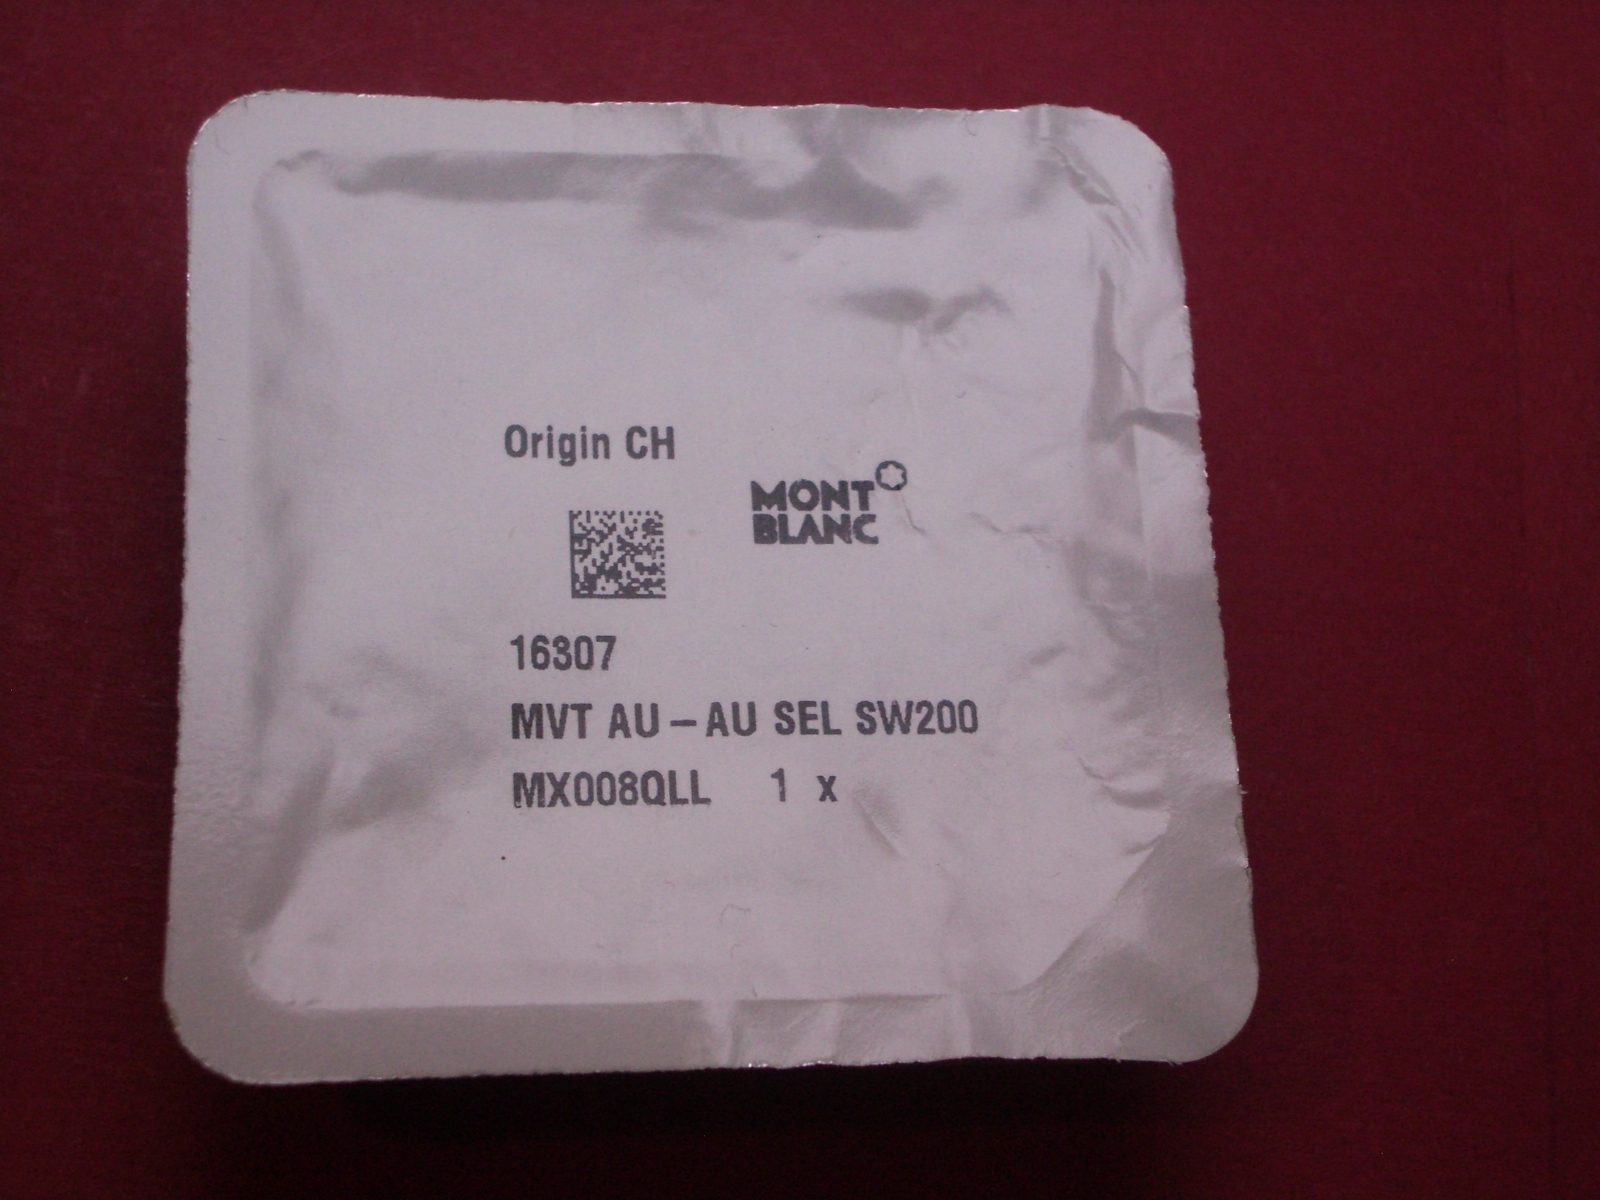 Origin CH
MONT
BLANC
16307
MVT AU – AU SEL SW200
MX008QLL 1 x